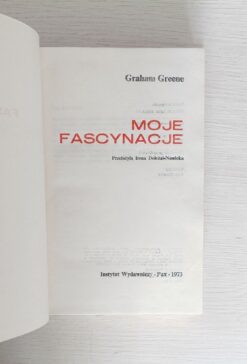 Graham Greene
MOJE
FASCYNACJE
Przełożyła Irena Doleżal-Nowicka
Instytut Wydawniczy · Pax · 1973